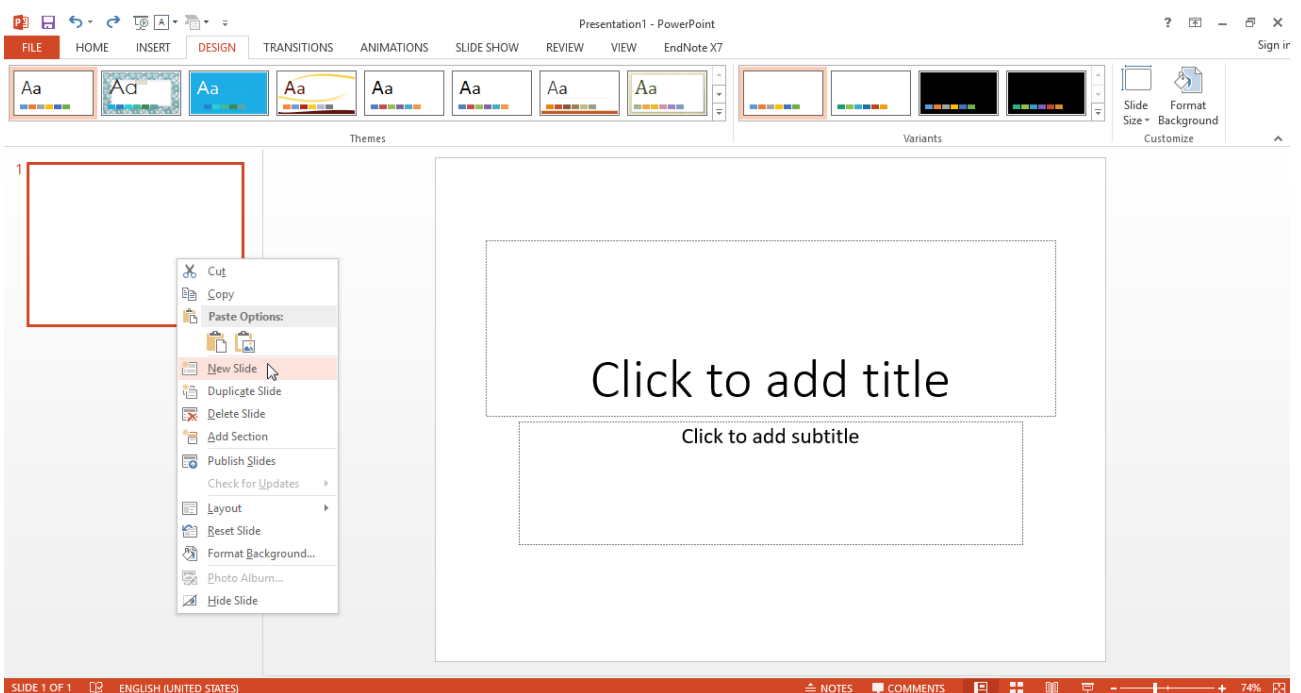 Presentation1 - PowerPoint
?
FILE HOME INSERT DESIGN TRANSITIONS ANIMATIONS SLIDE SHOW REVIEW VIEW EndNote X7 Sign in
Aa Aa Aa Aa Aa Aa Aa Aa
Slide Size
Format Background
Themes Variants Customize
1
Cut
Copy
Paste Options:
New Slide
Duplicate Slide
Delete Slide
Add Section
Publish Slides
Check for Updates
Layout
Reset Slide
Format Background...
Photo Album...
Hide Slide
Click to add title
Click to add subtitle
SLIDE 1 OF 1 ENGLISH (UNITED STATES) NOTES COMMENTS 74%